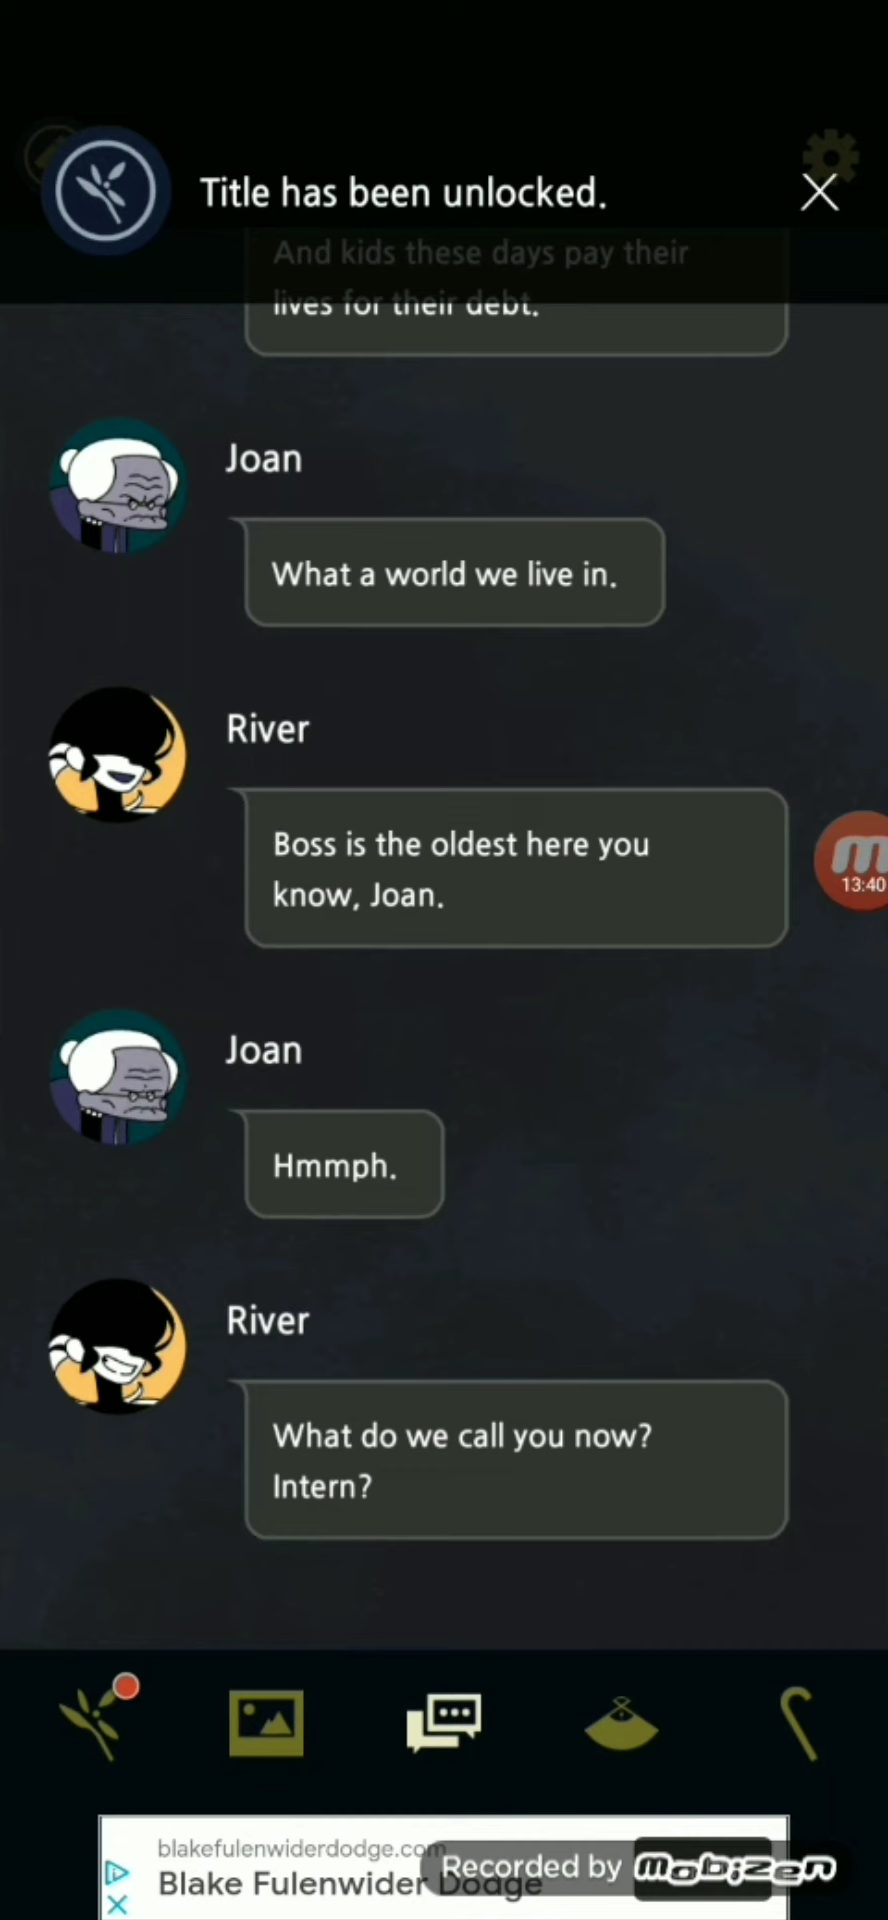 Title has been unlocked.
And kids these days pay their
lives for their debt.
Joan
What a world we live in.
River
Boss is the oldest here you
know, Joan.
13:40
Joan
Hmmph.
River
What do we call you now?
Intern?
blakefulenwiderdodge.com
Blake Fulenwider Dodge
Recorded by mobizen